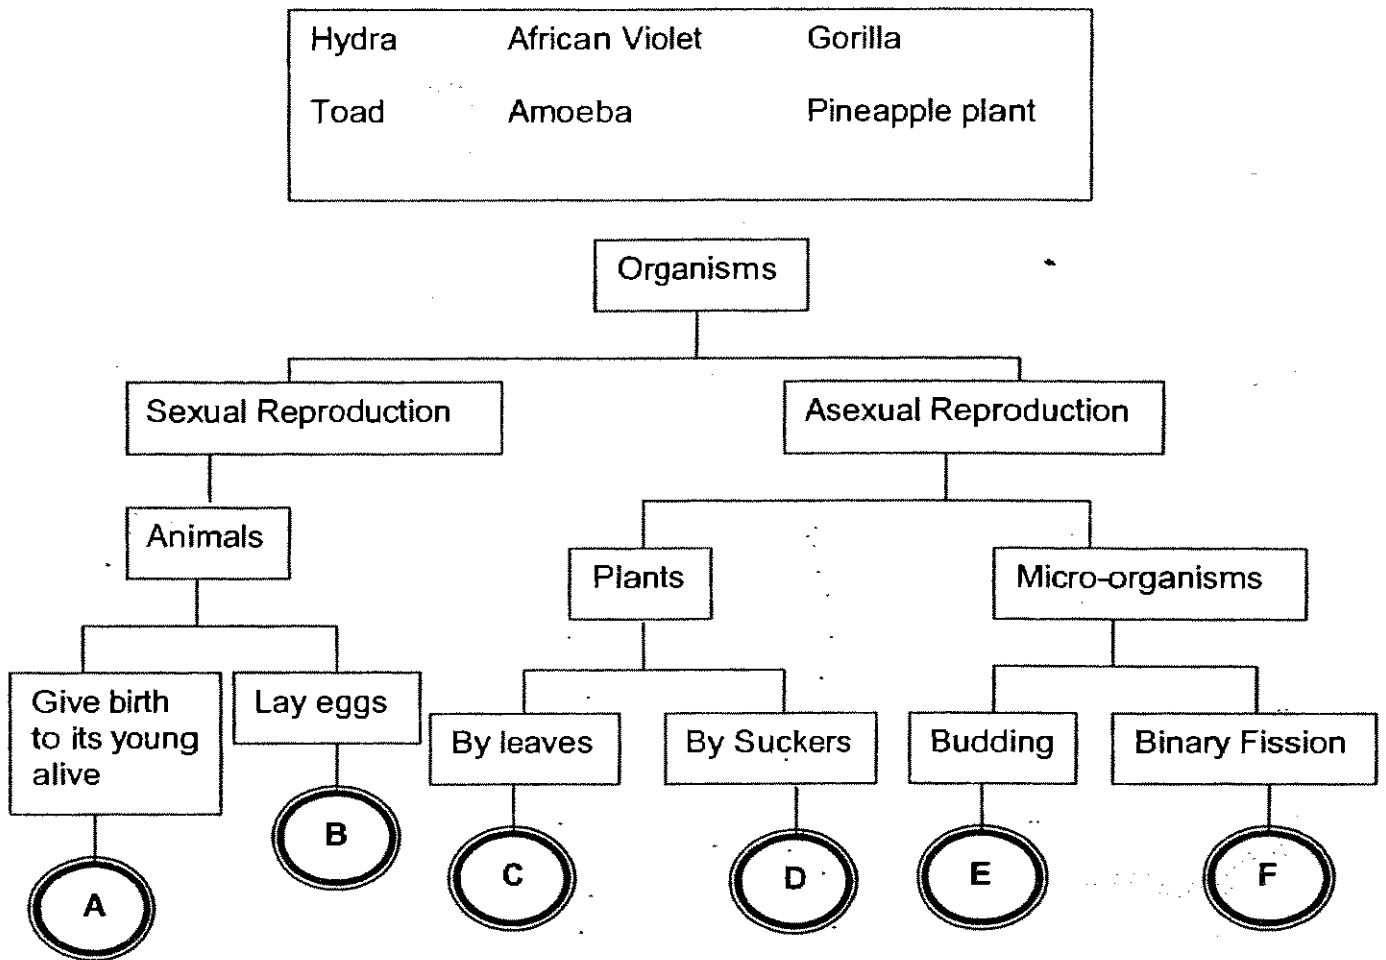 Hydra African Violet Gorilla
Toad Amoeba Pineapple plant
Organisms
Sexual Reproduction Asexual Reproduction
Animals
Plants Micro-organisms
Give birth
to its young
alive
Lay eggs
By leaves By Suckers Budding Binary Fission
A B C D E F